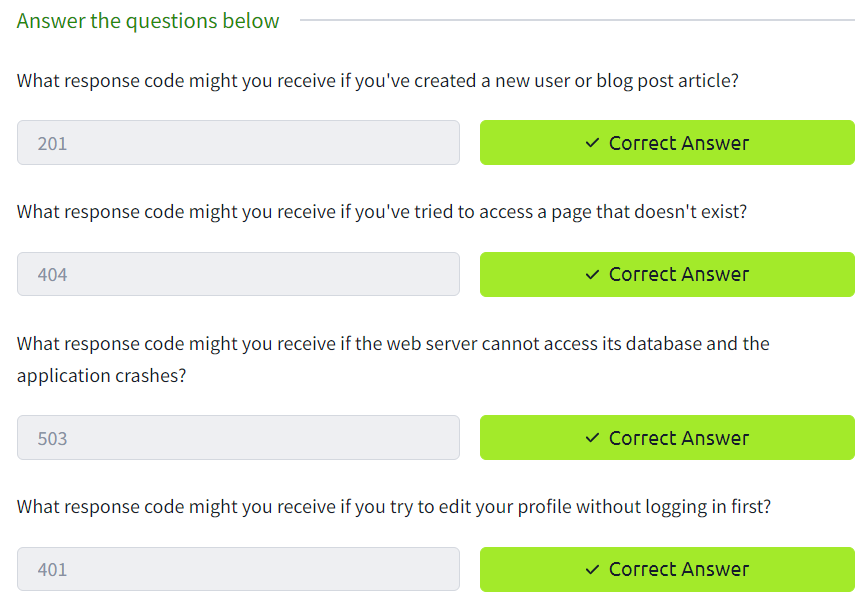 Answer the questions below
What response code might you receive if you've created a new user or blog post article?
201
✓ Correct Answer
What response code might you receive if you've tried to access a page that doesn't exist?
404
✓ Correct Answer
What response code might you receive if the web server cannot access its database and the
application crashes?
503
✓ Correct Answer
What response code might you receive if you try to edit your profile without logging in first?
401
✓ Correct Answer